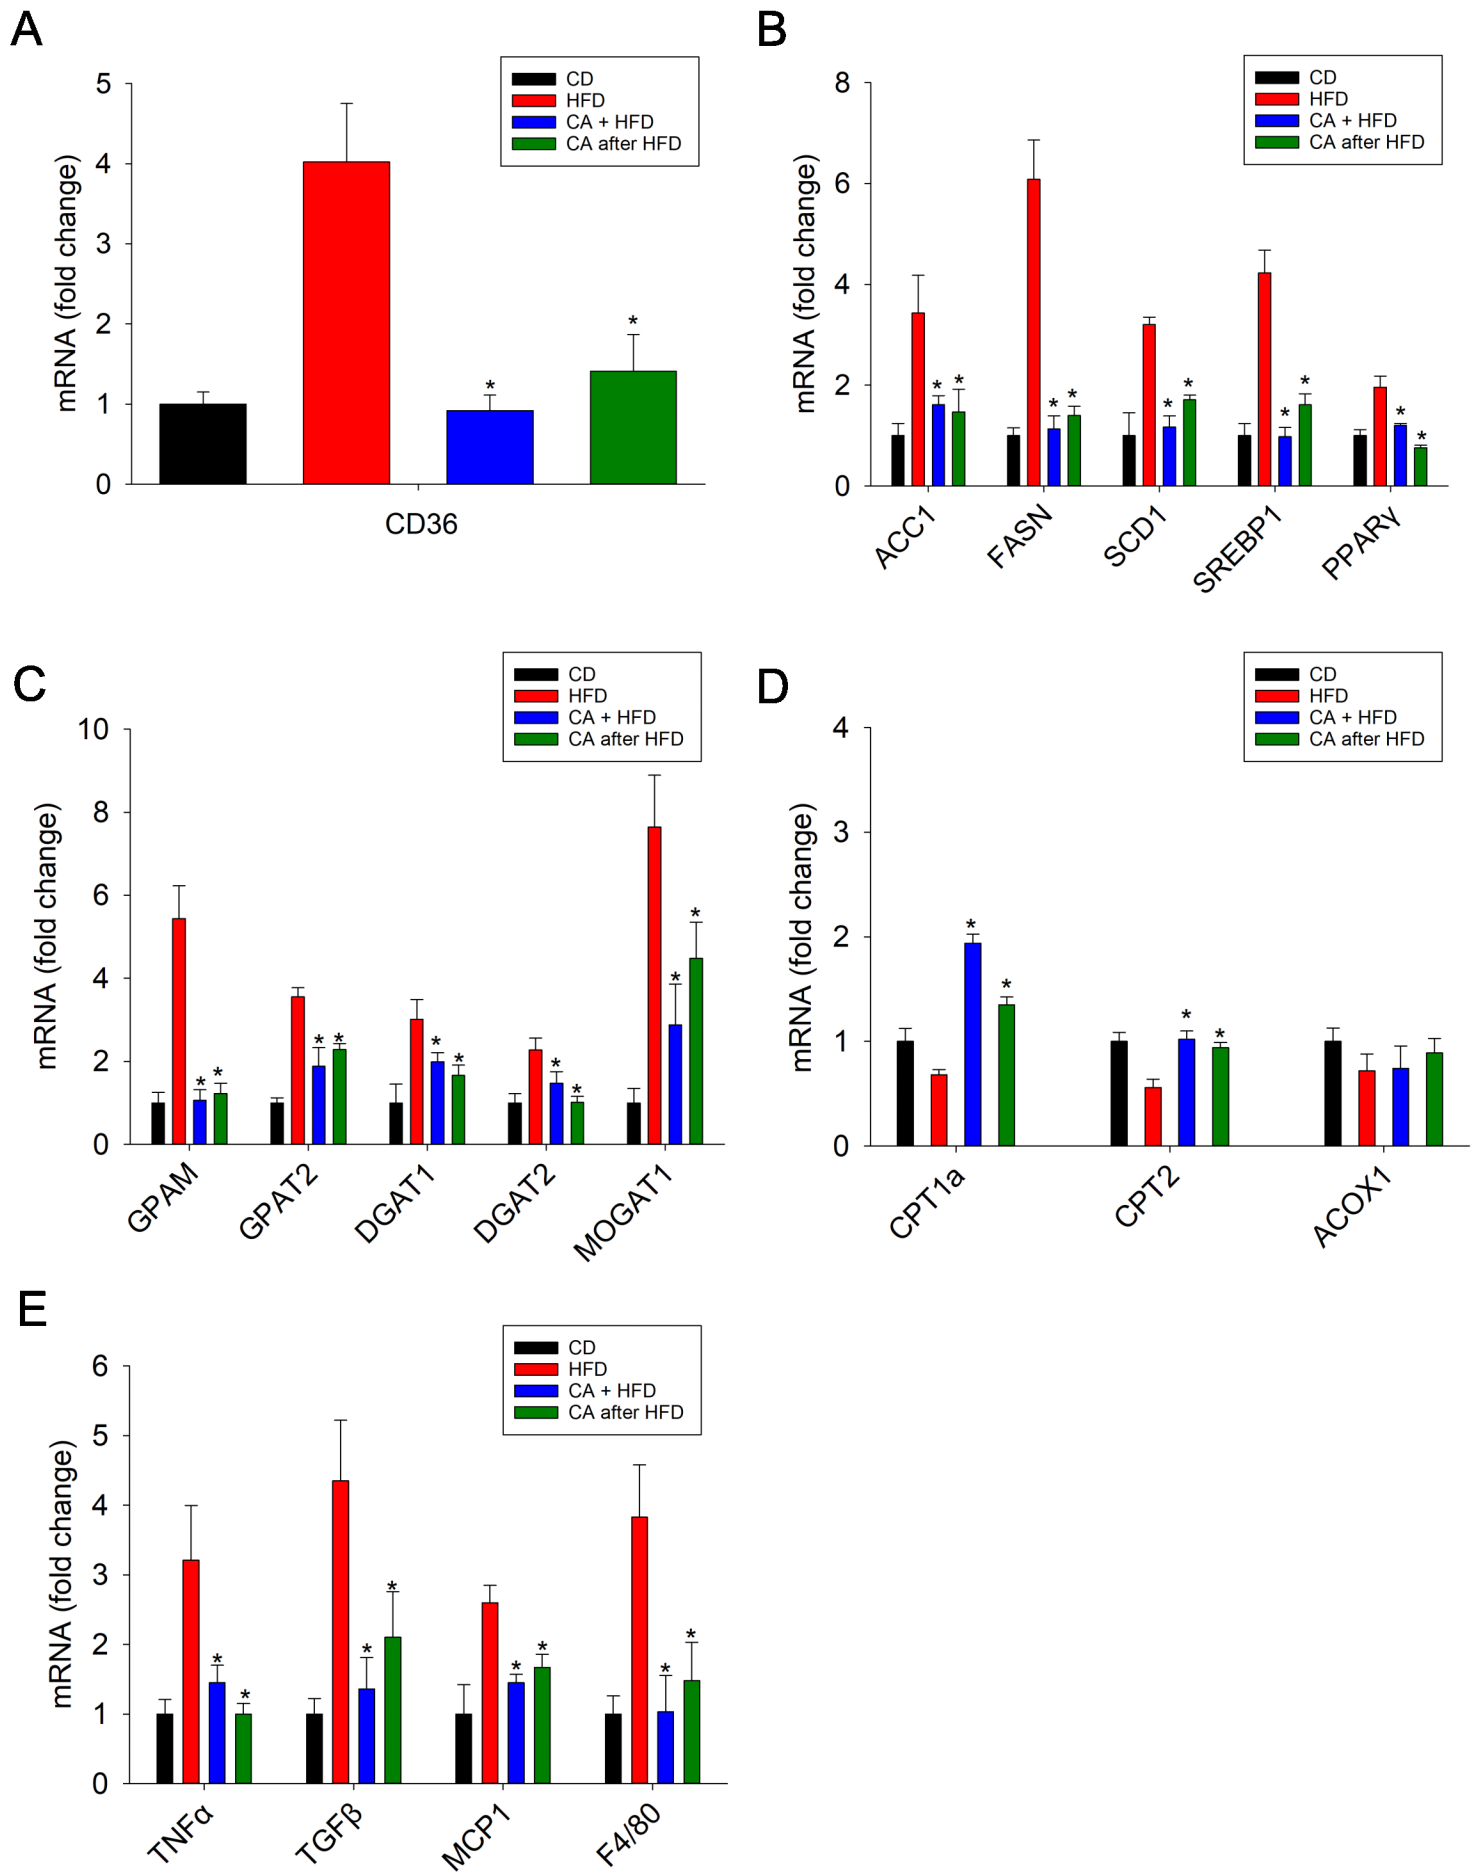 A
5
4
3
2
1
0
mRNA (fold change)
CD
HFD
CA + HFD
CA after HFD
*
*
CD36
B
8
6
4
2
0
mRNA (fold change)
CD
HFD
CA + HFD
CA after HFD
* * * * * * * * * *
ACC1
FASN
SCD1
SREBP1
PPARγ
C
10
8
6
4
2
0
mRNA (fold change)
CD
HFD
CA + HFD
CA after HFD
* * * * * * * * * *
GPAM
GPAT2
DGAT1
DGAT2
MOGAT1
D
4
3
2
1
0
mRNA (fold change)
CD
HFD
CA + HFD
CA after HFD
* * * *
CPT1a
CPT2
ACOX1
E
6
5
4
3
2
1
0
mRNA (fold change)
CD
HFD
CA + HFD
CA after HFD
* * * * * * * *
TNFα
TGFβ
MCP1
F4/80